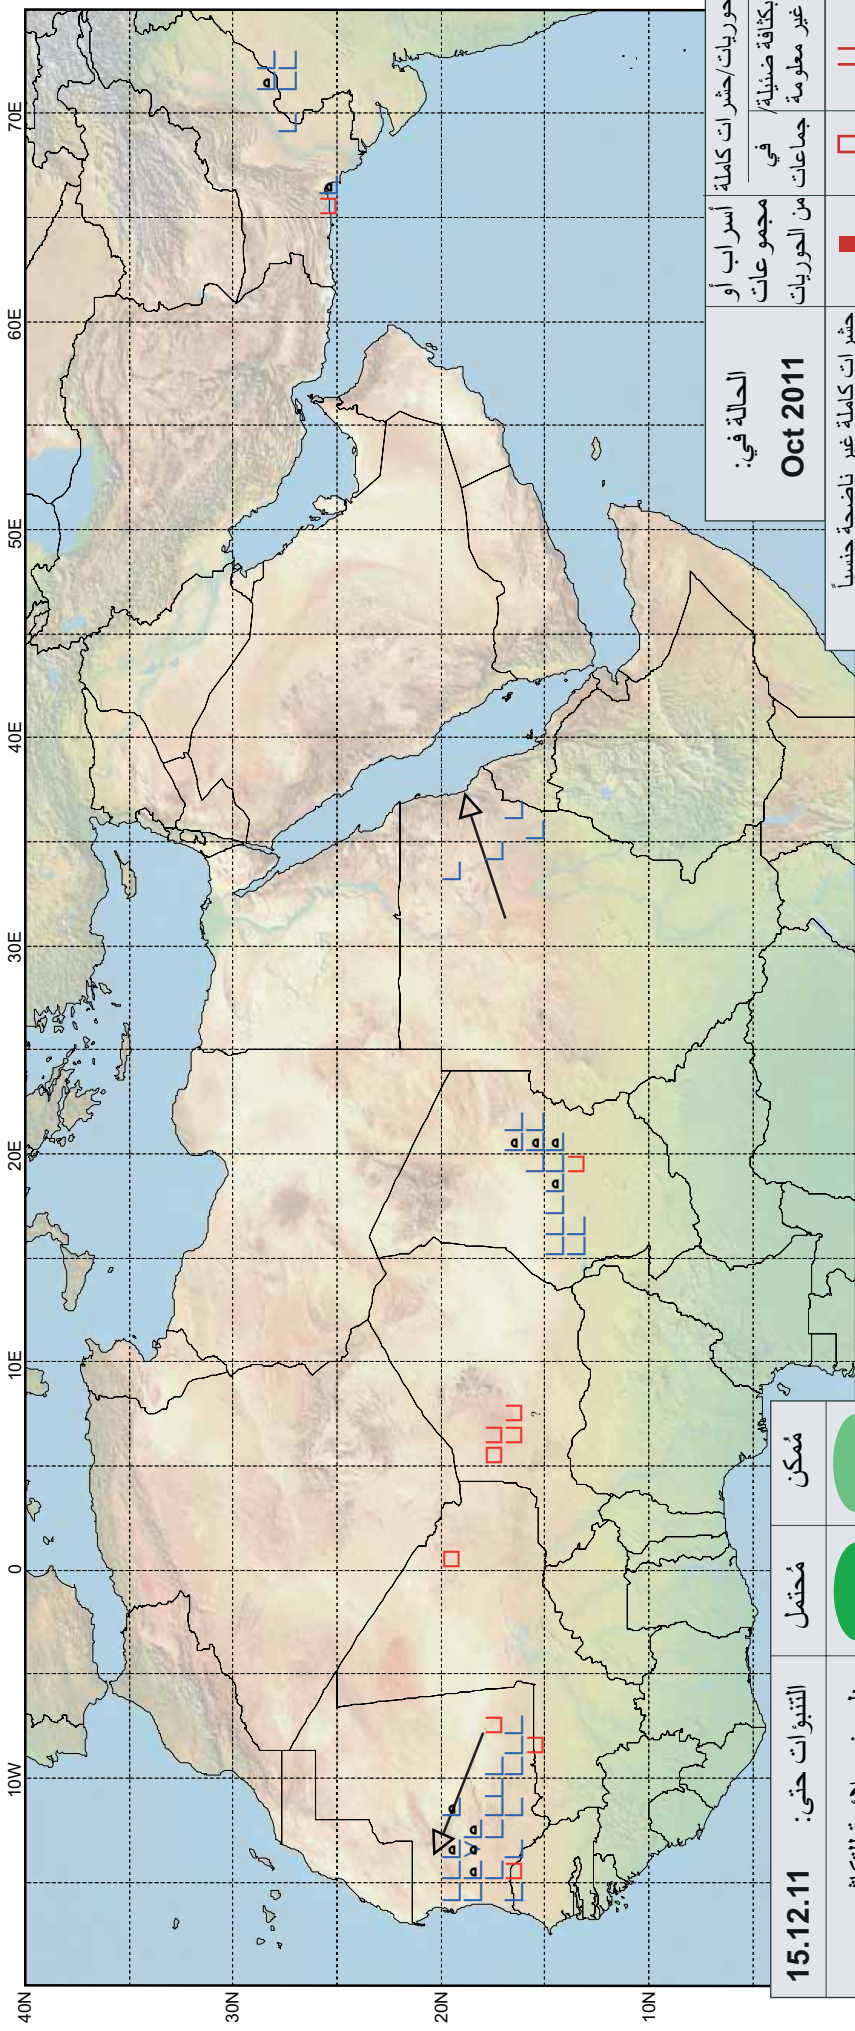 70E
60E
50E
40E
30E
20E
10E
0
10W
40N
30N
20N
10N
الحالة في:
Oct 2011
أسراب أو
مجموعات
من الحوريات
حوريات/حشرات كاملة
في
جماعات
بكثافة ضئيلة/
غير معلومة
حشرات كاملة غير ناضجة جنسياً
?
التنبؤات حتى:
15.12.11
مُحتمل
مُمكن